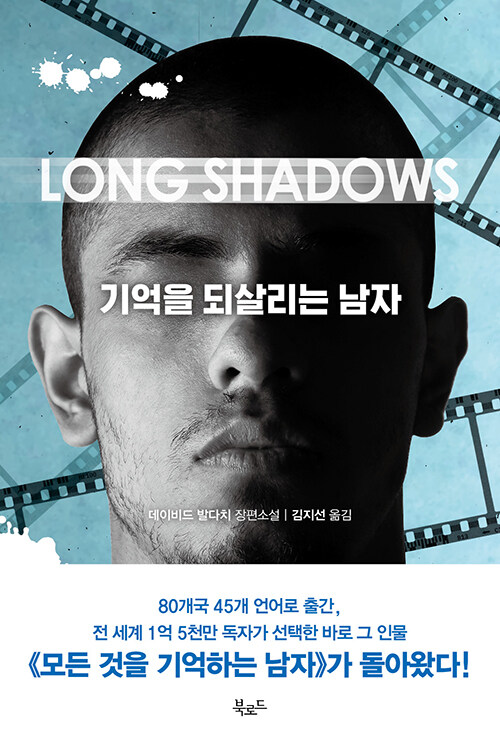 LONG SHADOWS
기억을 되살리는 남자
데이비드 발다치 장편소설 | 김지선 옮김
80개국 45개 언어로 출간,
전 세계 1억 5천만 독자가 선택한 바로 그 인물
《모든 것을 기억하는 남자》가 돌아왔다!
북로드